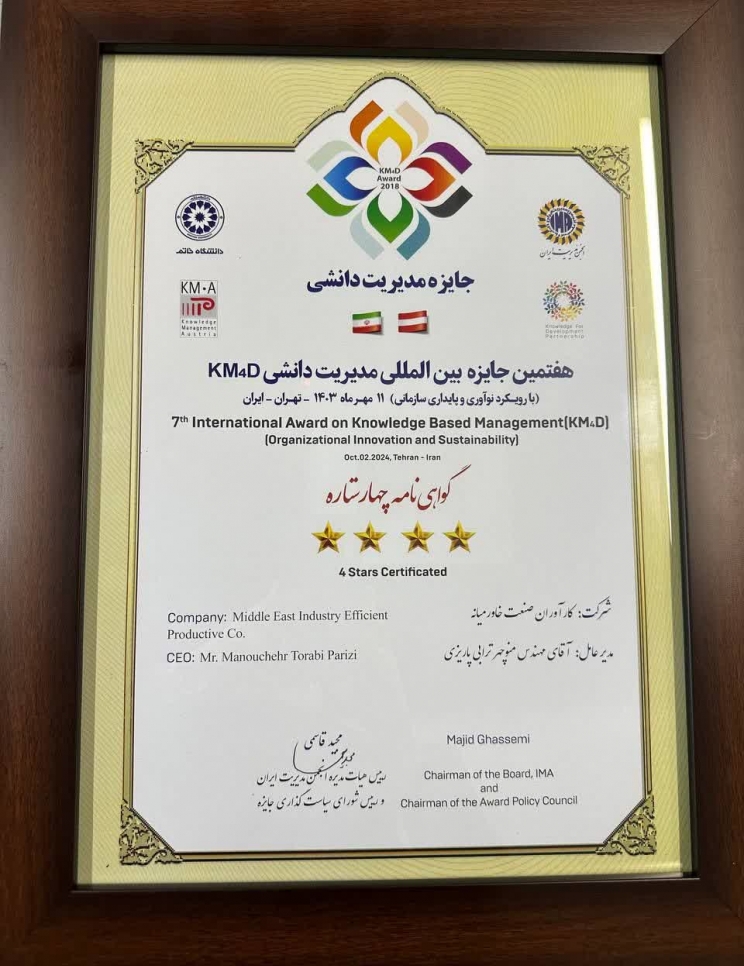 KM4D
Award
2018
دانشگاه خاتم
انجمن مدیریت ایران
جایزه مدیریت دانشی
KM·A
Knowledge
Management
Austria
Knowledge For
Development
Partnership
هفتمین جایزه بین المللی مدیریت دانشی KM4D
(با رویکرد نوآوری و پایداری سازمانی) ۱۱ مهرماه ۱۴۰۳ - تهران - ایران
7th International Award on Knowledge Based Management(KM4D)
(Organizational Innovation and Sustainability)
Oct.02.2024, Tehran - Iran
گواهی نامه چهار ستاره
4 Stars Certificated
شرکت: کارآوران صنعت خاورمیانه
Company: Middle East Industry Efficient
Productive Co.
مدیر عامل: آقای مهندس منوچهر ترابی پاریزی
CEO: Mr. Manouchehr Torabi Parizi
مجید قاسمی
رییس هیات مدیره انجمن مدیریت ایران
و رییس شورای سیاست گذاری جایزه
Majid Ghassemi
Chairman of the Board, IMA
and
Chairman of the Award Policy Council